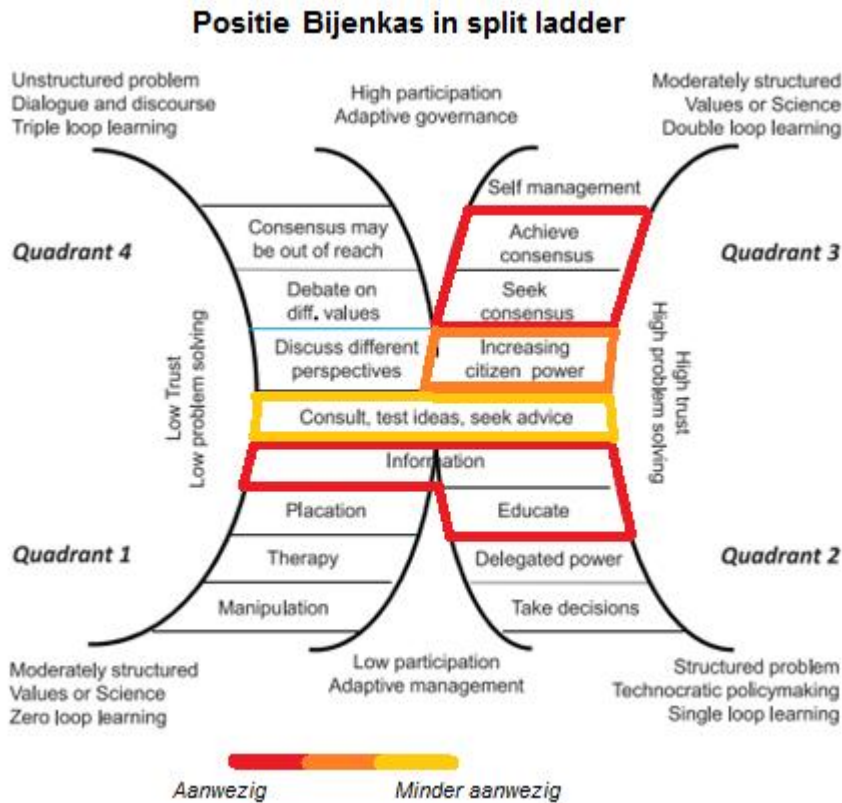 Positie Bijenkas in split ladder
Unstructured problem
Dialogue and discourse
Triple loop learning
High participation
Adaptive governance
Moderately structured
Values or Science
Double loop learning
Quadrant 4
Consensus may
be out of reach
Debate on
diff. values
Discuss different
perspectives
Self management
Achieve
consensus
Seek
consensus
Increasing
citizen power
Quadrant 3
Low Trust
Low problem solving
High trust
High problem solving
Consult, test ideas, seek advice
Information
Quadrant 1
Placation
Therapy
Manipulation
Educate
Delegated power
Take decisions
Quadrant 2
Moderately structured
Values or Science
Zero loop learning
Low participation
Adaptive management
Structured problem
Technocratic policymaking
Single loop learning
Aanwezig
Minder aanwezig